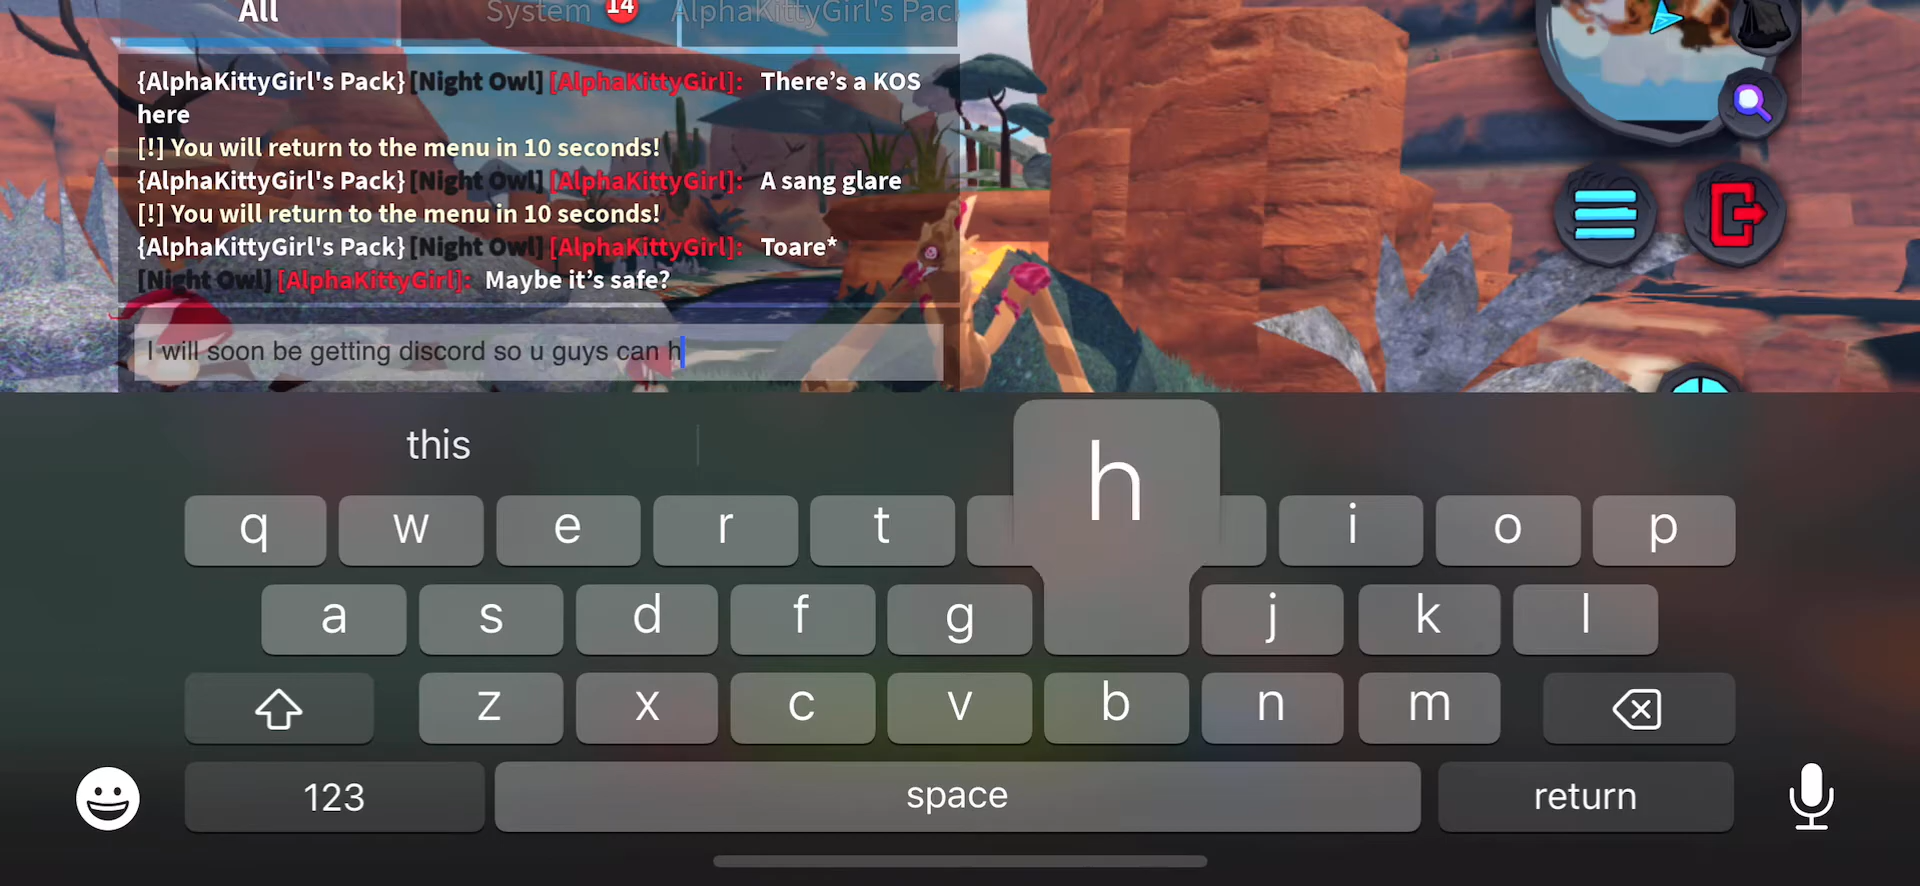 All System 14 AlphaKittyGirl's Pac
{AlphaKittyGirl's Pack} [Night Owl] [AlphaKittyGirl]: There’s a KOS
here
[!] You will return to the menu in 10 seconds!
{AlphaKittyGirl's Pack} [Night Owl] [AlphaKittyGirl]: A sang glare
[!] You will return to the menu in 10 seconds!
{AlphaKittyGirl's Pack} [Night Owl] [AlphaKittyGirl]: Toare*
[Night Owl] [AlphaKittyGirl]: Maybe it’s safe?
I will soon be getting discord so u guys can h
this
h
q w e r t i o p
a s d f g j k l
z x c v b n m
123 space return